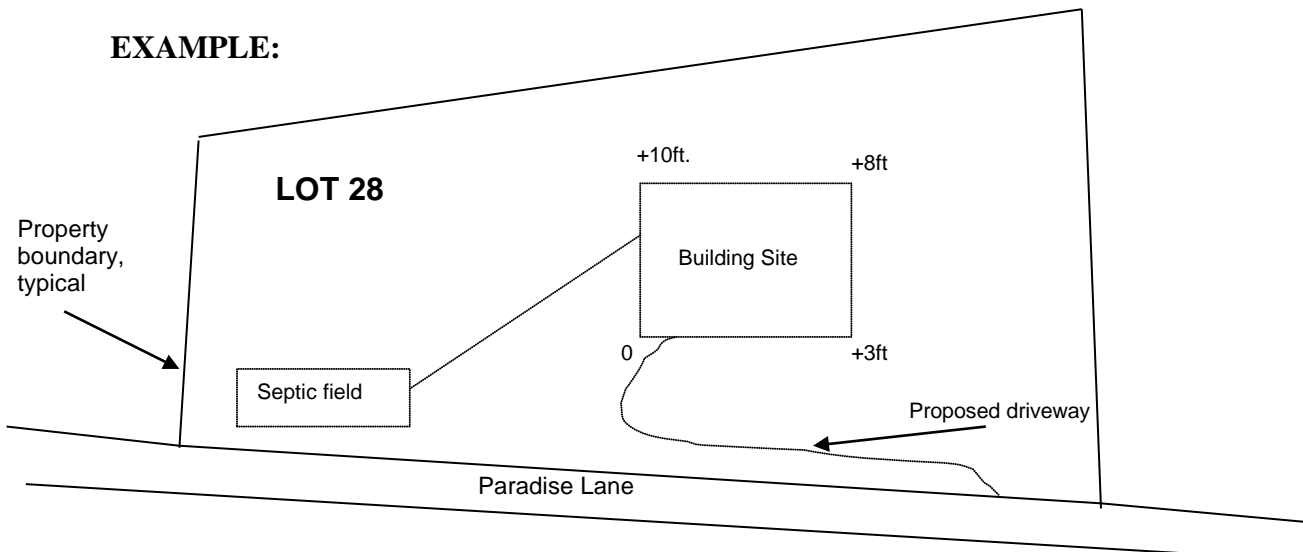 EXAMPLE:
+10ft.
+8ft
LOT 28
Property
boundary,
typical
Building Site
0
+3ft
Septic field
Proposed driveway
Paradise Lane